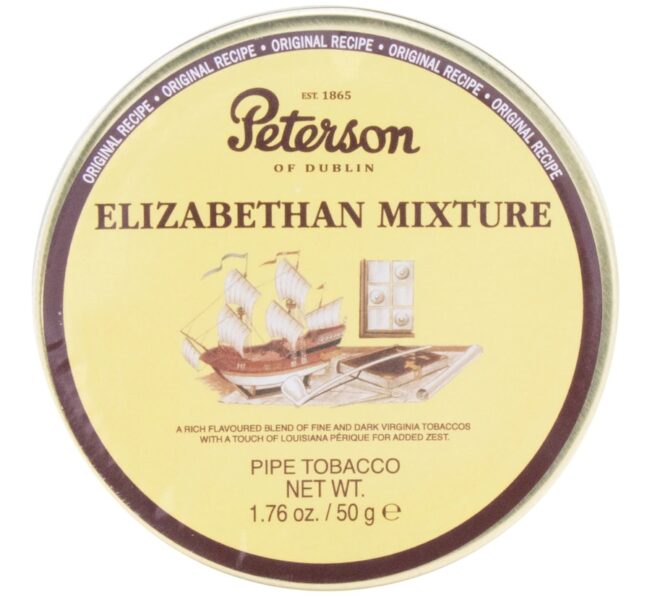 ORIGINAL RECIPE • ORIGINAL RECIPE • ORIGINAL RECIPE • ORIGINAL RECIPE • ORIGINAL RECIPE
EST. 1865
Peterson
OF DUBLIN
ELIZABETHAN MIXTURE
A RICH FLAVOURED BLEND OF FINE AND DARK VIRGINIA TOBACCOS
WITH A TOUCH OF LOUISIANA PÉRIQUE FOR ADDED ZEST.
PIPE TOBACCO
NET WT.
1.76 oz. / 50 g ℮